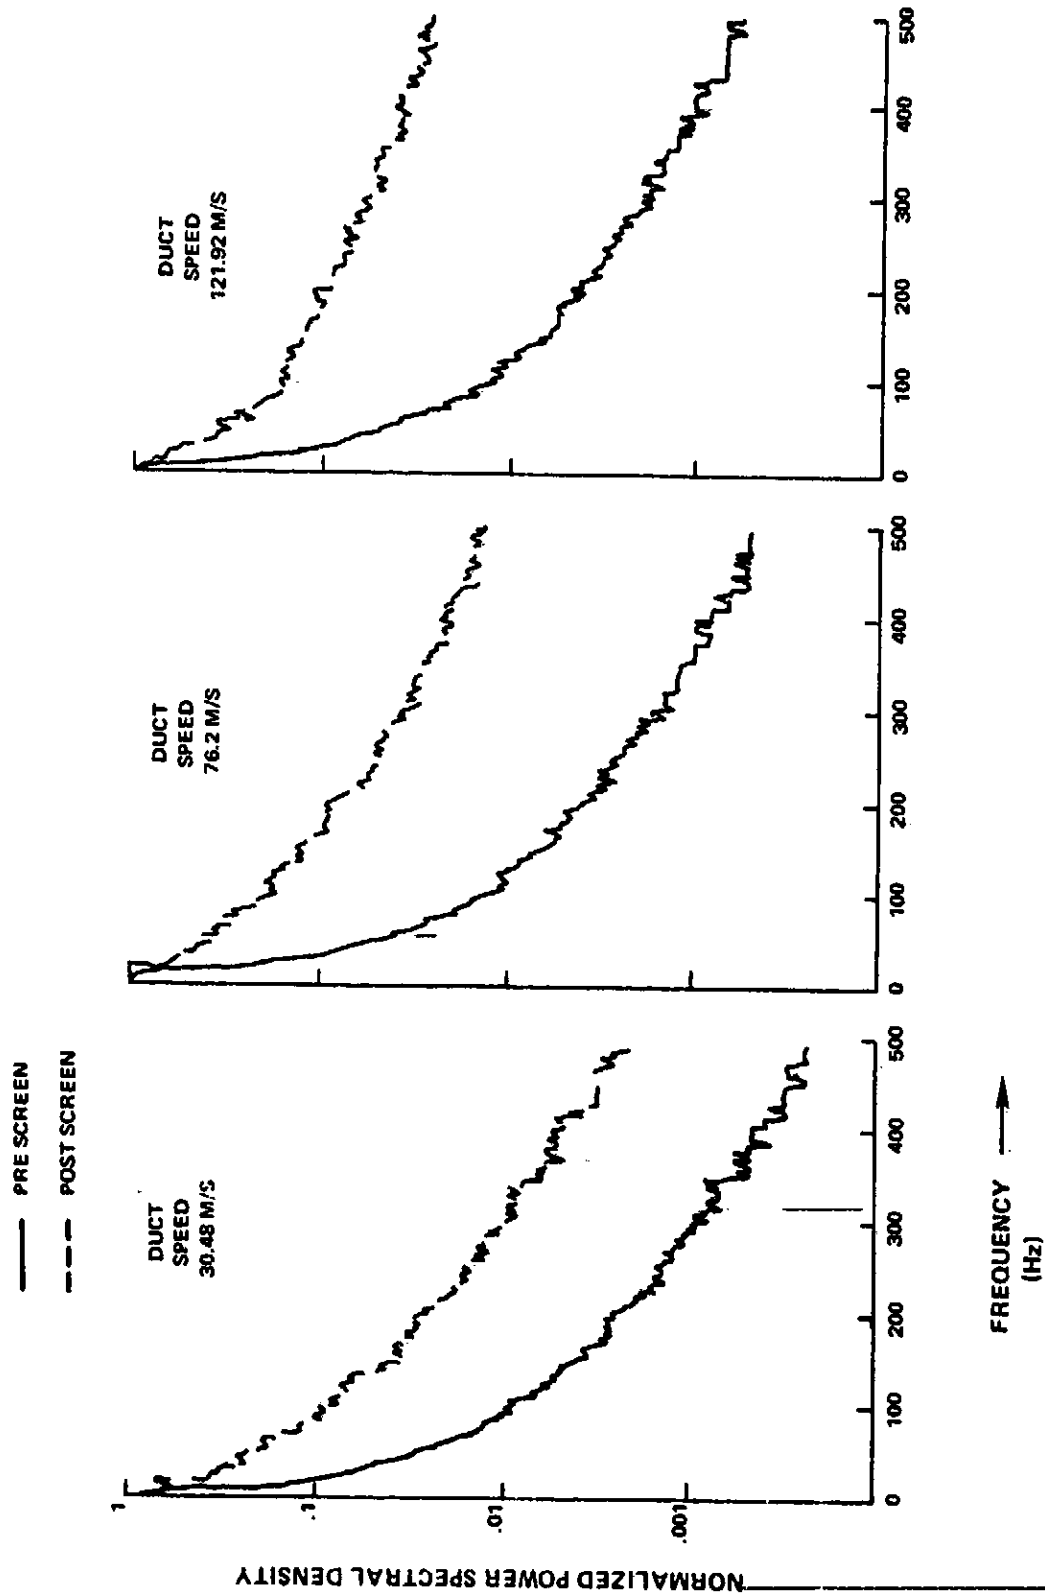 PRE SCREEN
POST SCREEN
DUCT
SPEED
30.48 M/S
DUCT
SPEED
76.2 M/S
DUCT
SPEED
121.92 M/S
NORMALIZED POWER SPECTRAL DENSITY
1
.1
.01
.001
0 100 200 300 400 500
0 100 200 300 400 500
0 100 200 300 400 500
FREQUENCY
(Hz)